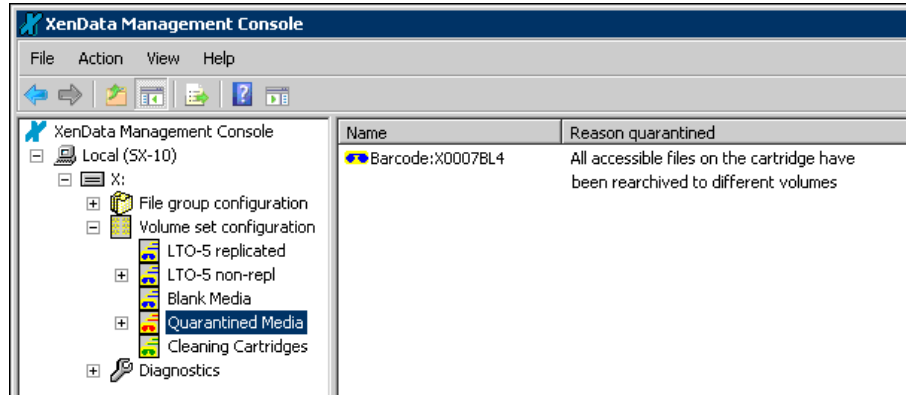 XenData Management Console
File Action View Help
XenData Management Console
Local (SX-10)
X:
File group configuration
Volume set configuration
LTO-5 replicated
LTO-5 non-repl
Blank Media
Quarantined Media
Cleaning Cartridges
Diagnostics
Name Reason quarantined
Barcode:X0007BL4 All accessible files on the cartridge have
been rearchived to different volumes